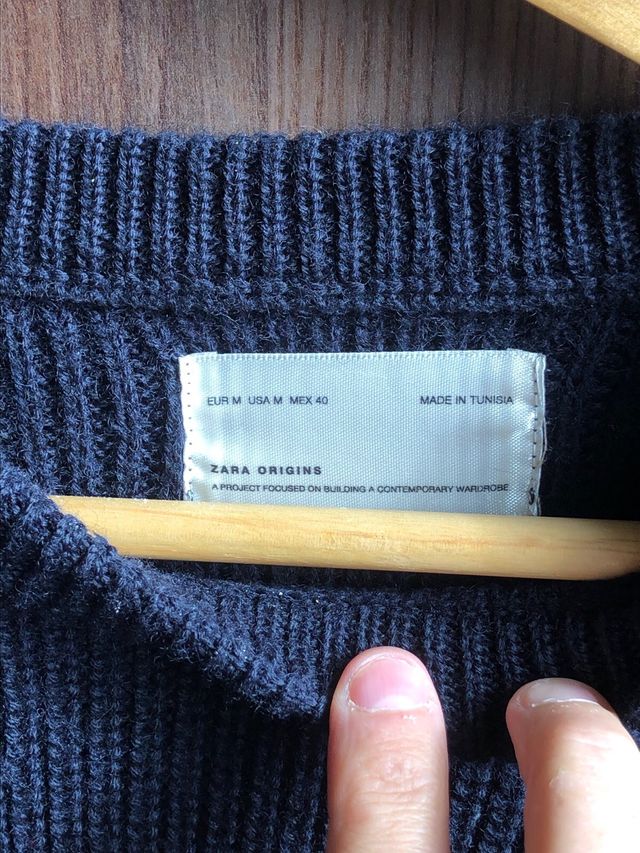 EUR M USA M MEX 40 MADE IN TUNISIA
ZARA ORIGINS
A PROJECT FOCUSED ON BUILDING A CONTEMPORARY WARDROBE